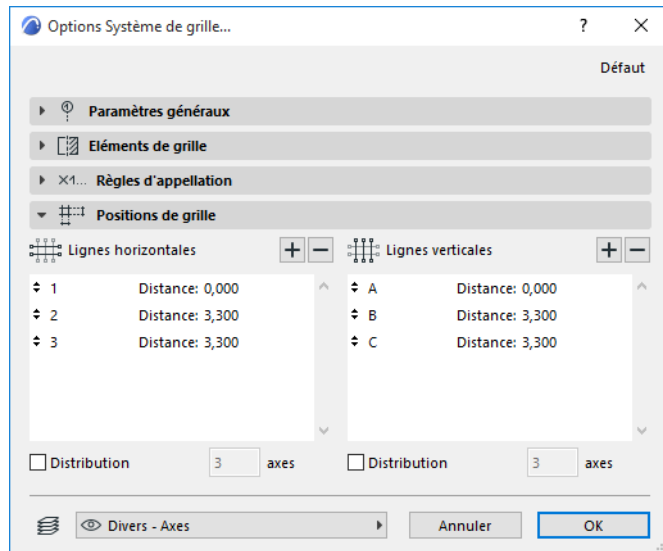 Options Système de grille...
?
Défaut
Paramètres généraux
Eléments de grille
X1... Règles d'appellation
Positions de grille
Lignes horizontales
+ −
Lignes verticales
+ −
1 Distance: 0,000
2 Distance: 3,300
3 Distance: 3,300
A Distance: 0,000
B Distance: 3,300
C Distance: 3,300
Distribution 3 axes
Distribution 3 axes
Divers - Axes
Annuler
OK